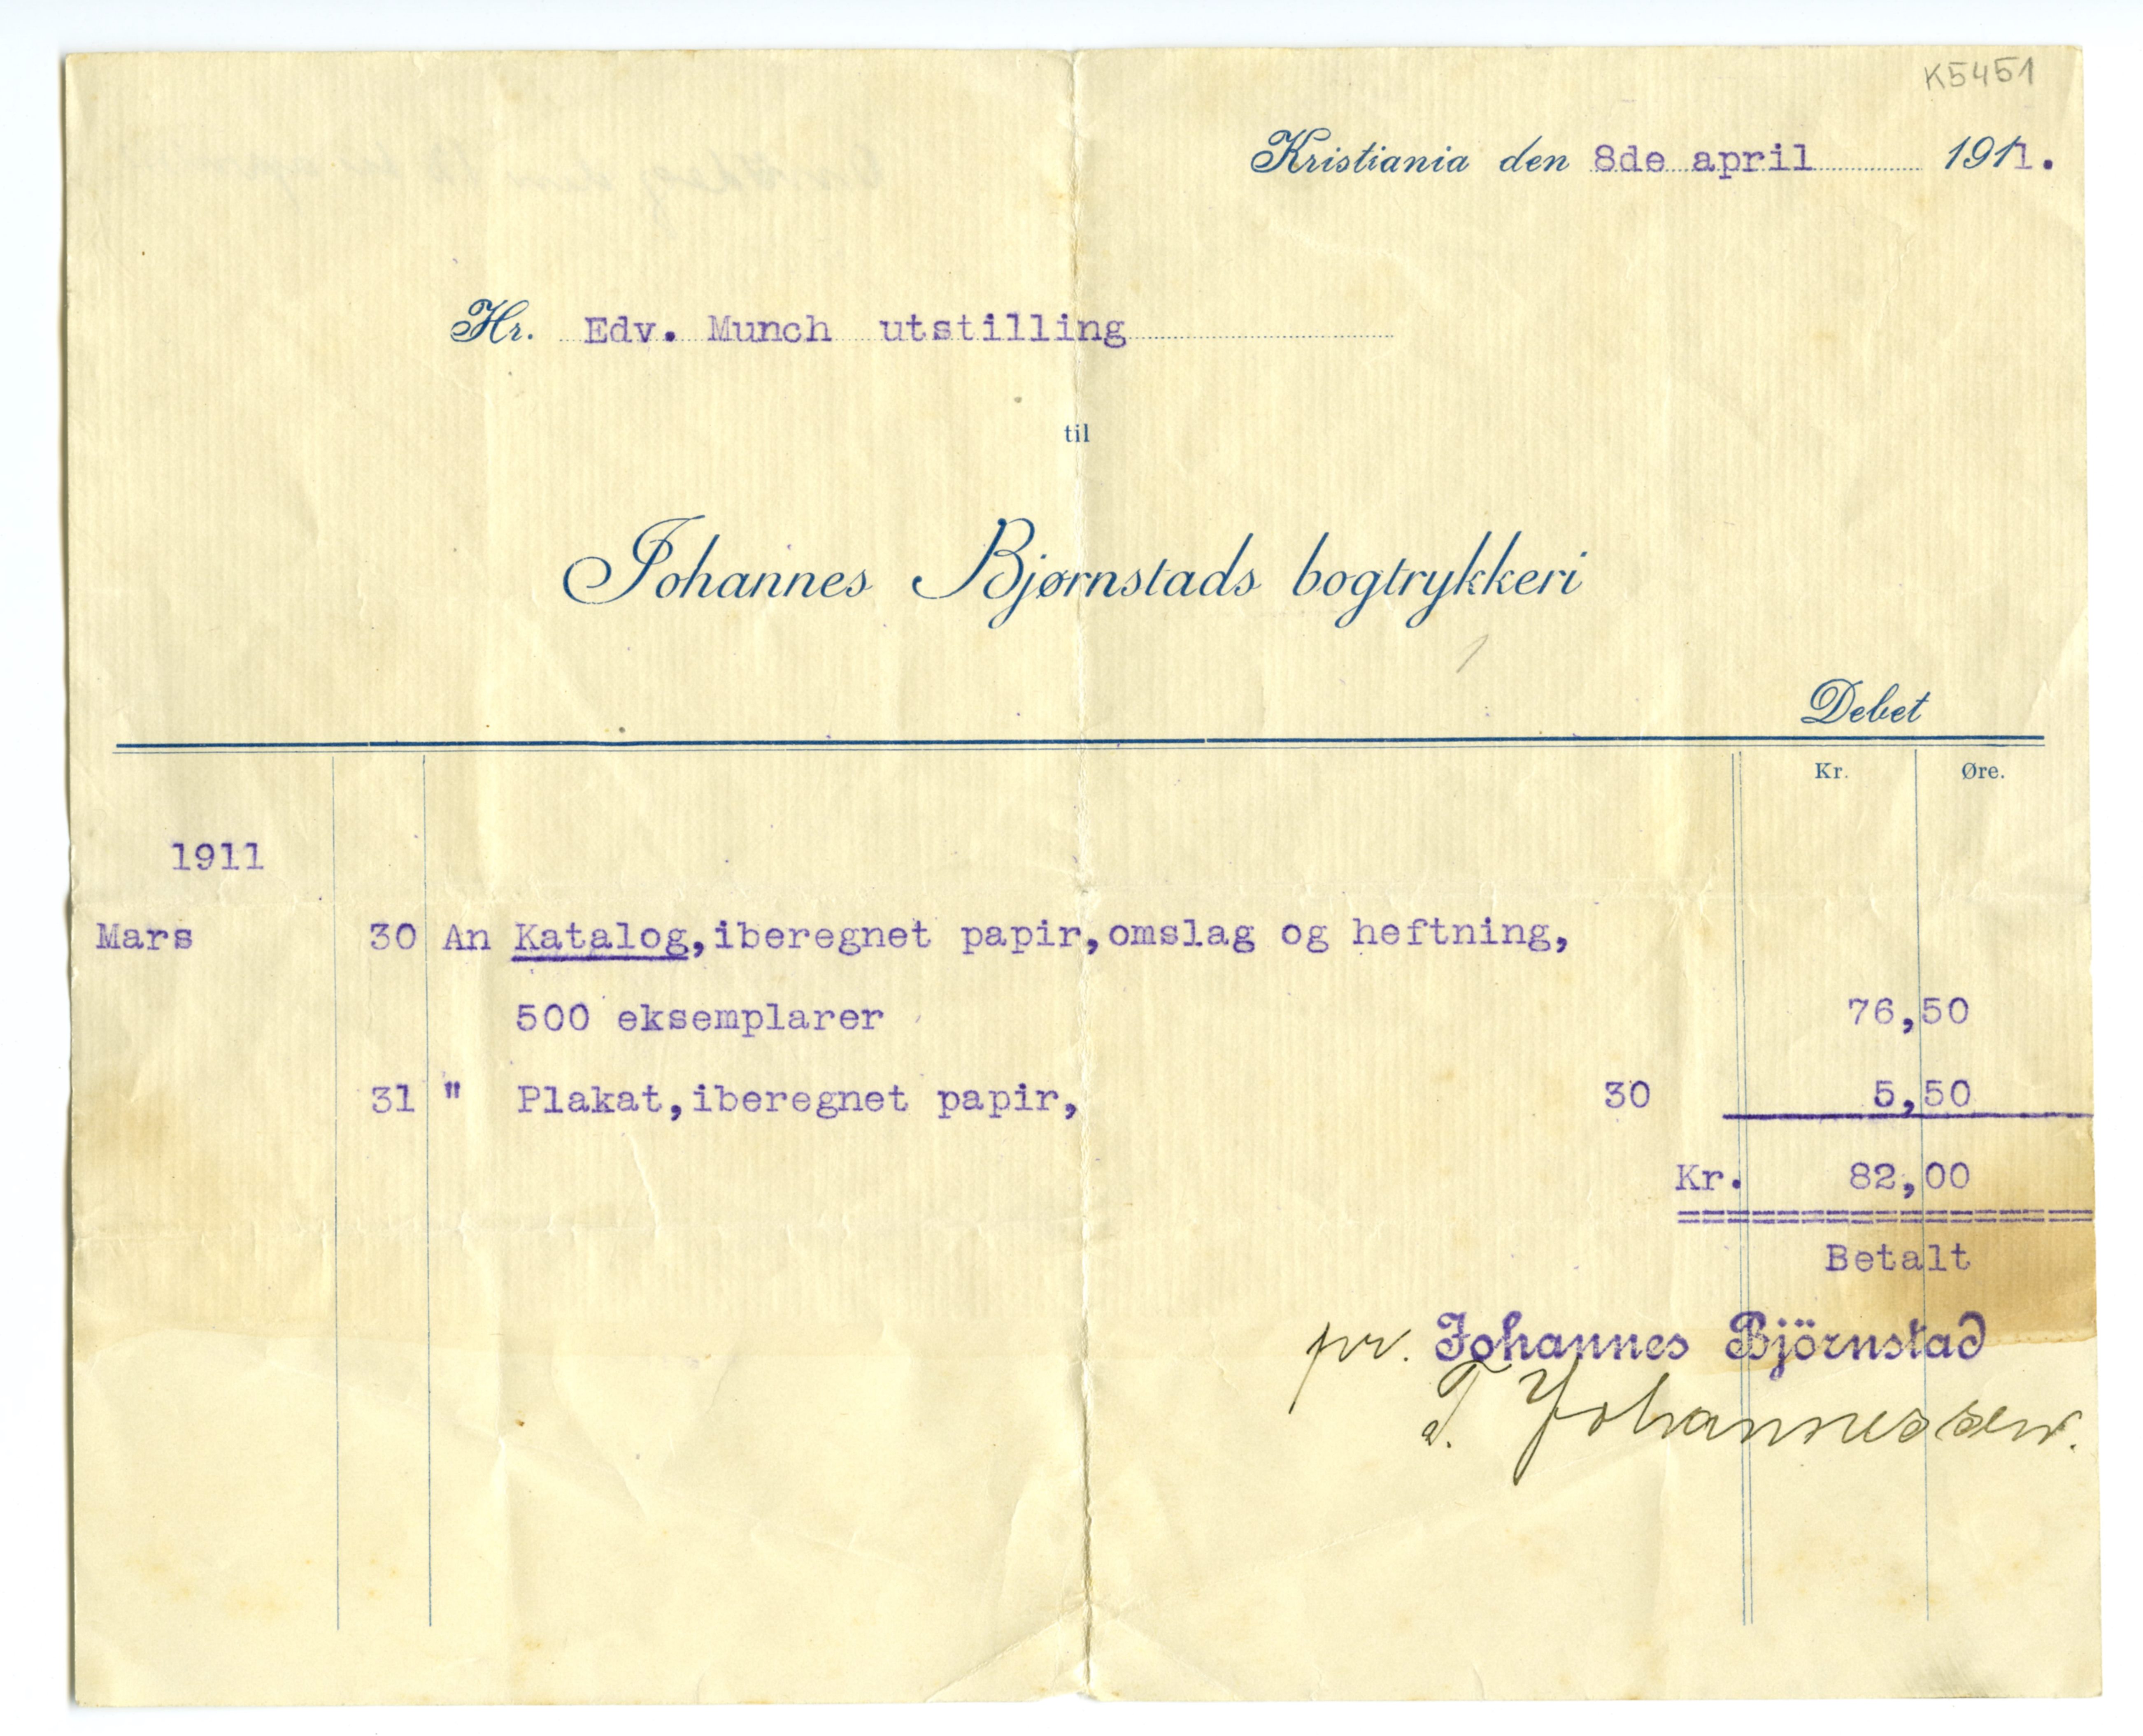 K5451
Kristiania den 8de april 1911.
Hr. Edv. Munch utstilling
til
Johannes Bjørnstads bogtrykkeri
Debet
Kr. Øre.
1911
Mars 30 An Katalog,iberegnet papir,omslag og heftning,
500 eksemplarer 76,50
31 " Plakat,iberegnet papir, 30 5,50
Kr. 82,00
Betalt
pr. Johannes Björnstad
T. Johannessen.